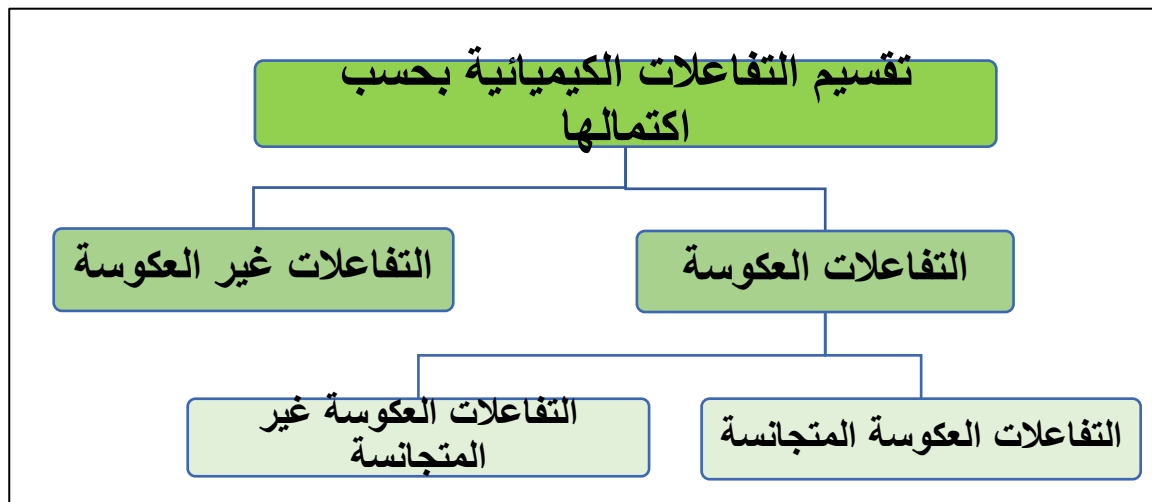 تقسيم التفاعلات الكيميائية بحسب
اكتمالها
التفاعلات العكوسة
التفاعلات غير العكوسة
التفاعلات العكوسة المتجانسة
التفاعلات العكوسة غير
المتجانسة